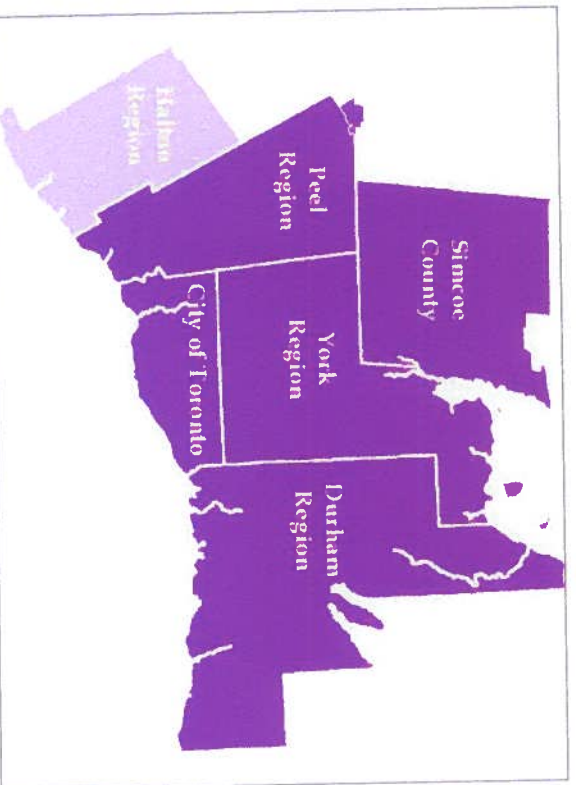 Simcoe
County
Peel
Region
York
Region
Durham
Region
City of Toronto
Halton
Region